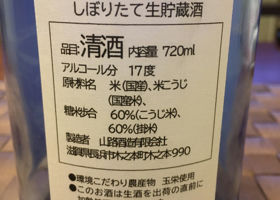 しぼりたて生貯蔵酒
品目 清酒 内容量 720ml
アルコール分 17度
原材料名 米(国産)、米こうじ
(国産米)、
精米歩合 60%(こうじ米)、
60%(掛米)
製造者 山路酒造有限会社
滋賀県長浜市木之本町木之本990
●環境こだわり農産物 玉栄使用
●このお酒は生酒を出荷の直前に